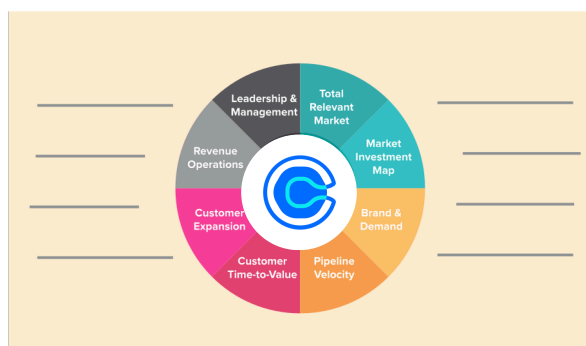 Total
Relevant
Market
Market
Investment
Map
Brand &
Demand
Pipeline
Velocity
Customer
Time-to-Value
Customer
Expansion
Revenue
Operations
Leadership &
Management